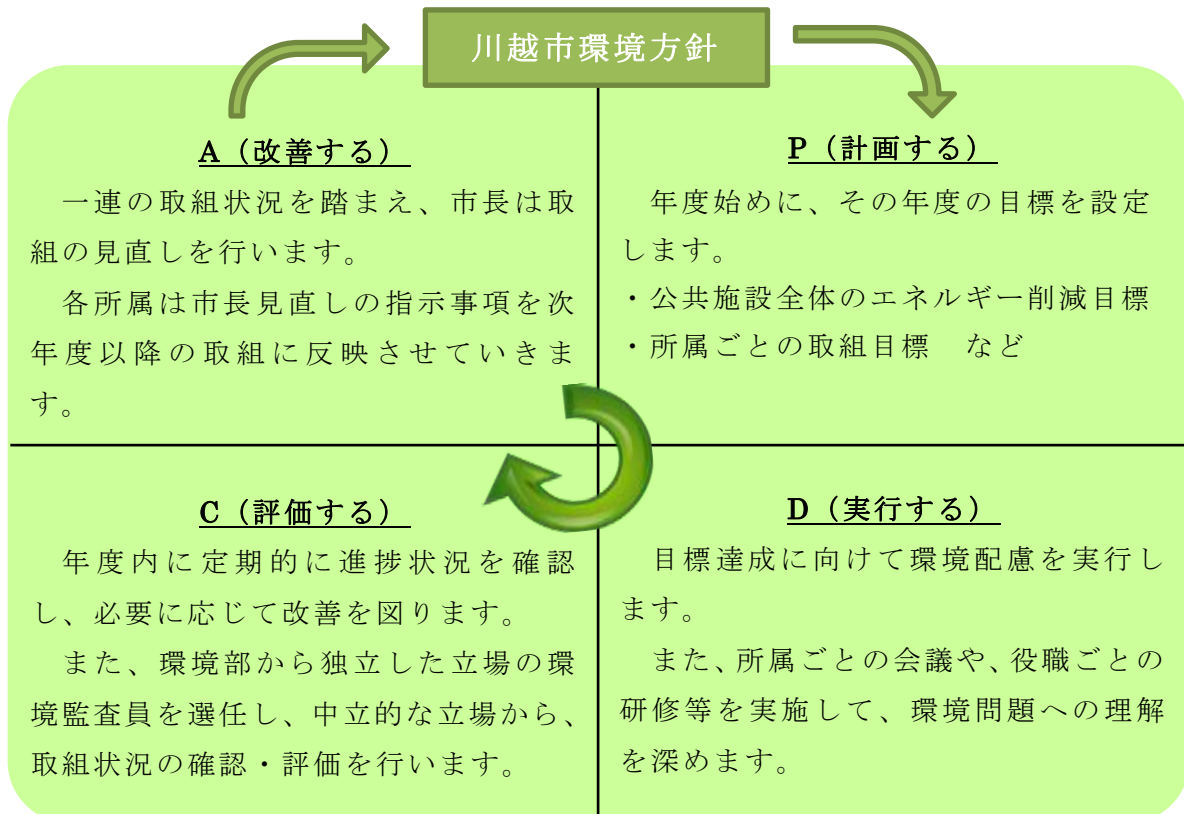 川越市環境方針
A（改善する）
一連の取組状況を踏まえ、市長は取
組の見直しを行います。
各所属は市長見直しの指示事項を次
年度以降の取組に反映させていきま
す。
P（計画する）
年度始めに、その年度の目標を設定
します。
・公共施設全体のエネルギー削減目標
・所属ごとの取組目標　など
C（評価する）
年度内に定期的に進捗状況を確認
し、必要に応じて改善を図ります。
また、環境部から独立した立場の環
境監査員を選任し、中立的な立場から、
取組状況の確認・評価を行います。
D（実行する）
目標達成に向けて環境配慮を実行し
ます。
また、所属ごとの会議や、役職ごとの
研修等を実施して、環境問題への理解
を深めます。